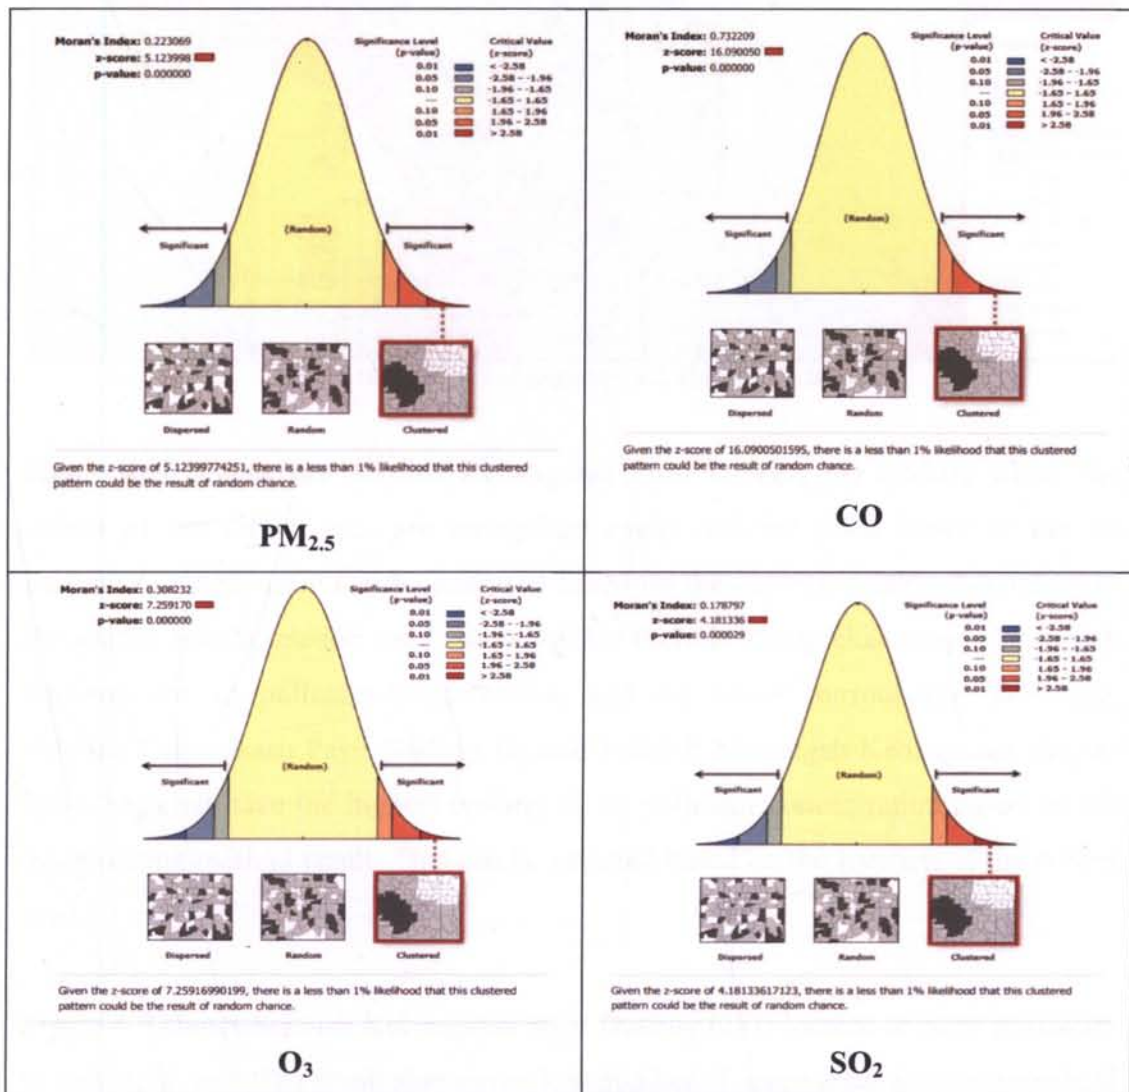 Moran's Index: 0.223069
z-score: 5.123998
p-value: 0.000000
Significance Level
(p-value)
Critical Value
(z-score)
0.01 < -2.58
0.05 -2.58 – -1.96
0.10 -1.96 – -1.65
— -1.65 – 1.65
0.10 1.65 – 1.96
0.05 1.96 – 2.58
0.01 > 2.58
(Random)
Significant
Significant
Dispersed
Random
Clustered
Given the z-score of 5.12399774251, there is a less than 1% likelihood that this clustered
pattern could be the result of random chance.
PM2.5
Moran's Index: 0.732209
z-score: 16.090050
p-value: 0.000000
Significance Level
(p-value)
Critical Value
(z-score)
0.01 < -2.58
0.05 -2.58 – -1.96
0.10 -1.96 – -1.65
— -1.65 – 1.65
0.10 1.65 – 1.96
0.05 1.96 – 2.58
0.01 > 2.58
(Random)
Significant
Significant
Dispersed
Random
Clustered
Given the z-score of 16.0900501595, there is a less than 1% likelihood that this clustered
pattern could be the result of random chance.
CO
Moran's Index: 0.308232
z-score: 7.259170
p-value: 0.000000
Significance Level
(p-value)
Critical Value
(z-score)
0.01 < -2.58
0.05 -2.58 – -1.96
0.10 -1.96 – -1.65
— -1.65 – 1.65
0.10 1.65 – 1.96
0.05 1.96 – 2.58
0.01 > 2.58
(Random)
Significant
Significant
Dispersed
Random
Clustered
Given the z-score of 7.25916990199, there is a less than 1% likelihood that this clustered
pattern could be the result of random chance.
O3
Moran's Index: 0.178797
z-score: 4.181336
p-value: 0.000029
Significance Level
(p-value)
Critical Value
(z-score)
0.01 < -2.58
0.05 -2.58 – -1.96
0.10 -1.96 – -1.65
— -1.65 – 1.65
0.10 1.65 – 1.96
0.05 1.96 – 2.58
0.01 > 2.58
(Random)
Significant
Significant
Dispersed
Random
Clustered
Given the z-score of 4.18133617123, there is a less than 1% likelihood that this clustered
pattern could be the result of random chance.
SO2